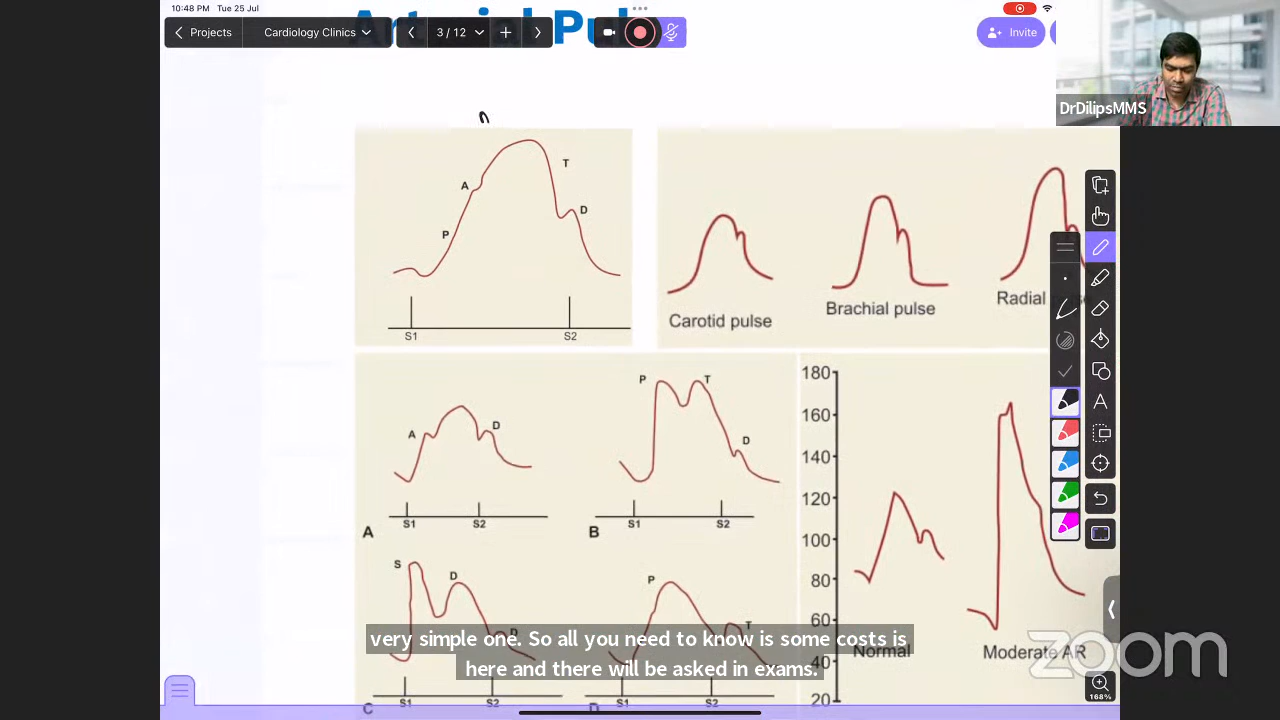 10:48 PM Tue 25 Jul
Projects
Cardiology Clinics
3 / 12
Invite
DrDilipsMMS
P
A
T
D
S1
S2
Carotid pulse
Brachial pulse
Radial
A
D
S1
S2
A
P
T
D
S1
S2
B
S
D
D
S1
S2
C
P
T
S1
S2
180
160
140
120
100
80
60
40
20
Normal
Moderate AR
very simple one. So all you need to know is some costs is
here and there will be asked in exams.
zoom
A
168%